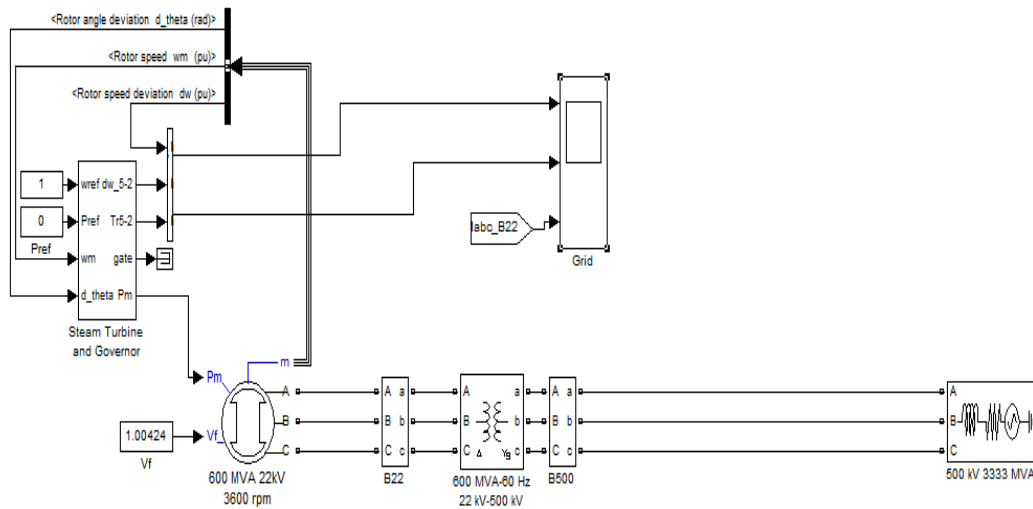 <Rotor angle deviation d_theta (rad)>
<Rotor speed wm (pu)>
<Rotor speed deviation dw (pu)>
1
0
Pref
wref dw_5-2
Pref Tr5-2
wm gate
d_theta Pm
Steam Turbine
and Governor
Iabc_B22
Grid
1.00424
Vf
m
Pm
Vf_
A
B
C
600 MVA 22kV
3600 rpm
A a
B b
C c
B22
A a
B b
C c
Δ Yg
600 MVA-60 Hz
22 kV-500 kV
A a
B b
C c
B500
A
B
C
500 kV 3333 MVA